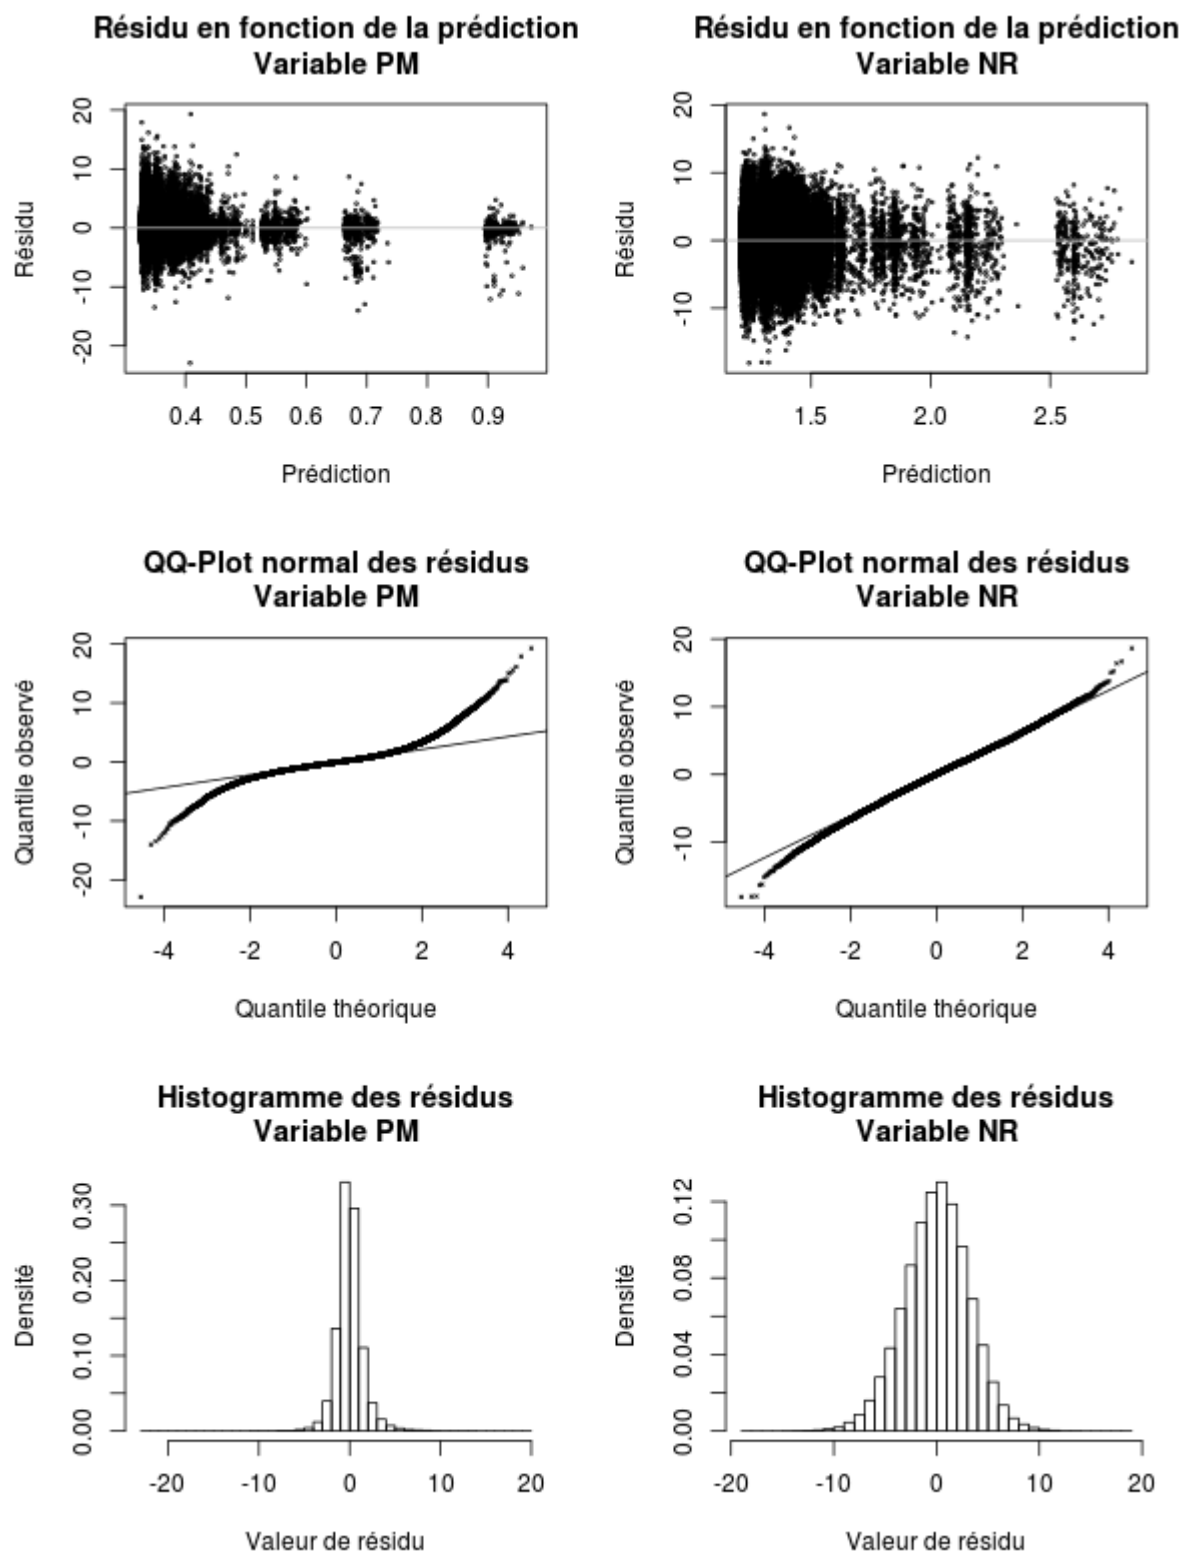 Résidu en fonction de la prédiction
Variable PM
20
10
0
-10
-20
Résidu
0.4 0.5 0.6 0.7 0.8 0.9
Prédiction
Résidu en fonction de la prédiction
Variable NR
20
10
0
-10
Résidu
1.5 2.0 2.5
Prédiction
QQ-Plot normal des résidus
Variable PM
20
10
0
-10
-20
Quantile observé
-4 -2 0 2 4
Quantile théorique
QQ-Plot normal des résidus
Variable NR
20
10
0
-10
Quantile observé
-4 -2 0 2 4
Quantile théorique
Histogramme des résidus
Variable PM
0.30
0.20
0.10
0.00
Densité
-20 -10 0 10 20
Valeur de résidu
Histogramme des résidus
Variable NR
0.12
0.08
0.04
0.00
Densité
-20 -10 0 10 20
Valeur de résidu